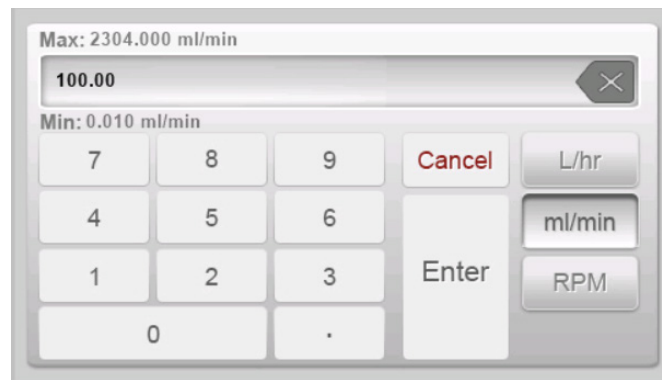 Max: 2304.000 ml/min
100.00
Min: 0.010 ml/min
7 8 9 Cancel L/hr
4 5 6 ml/min
1 2 3 Enter RPM
0 .